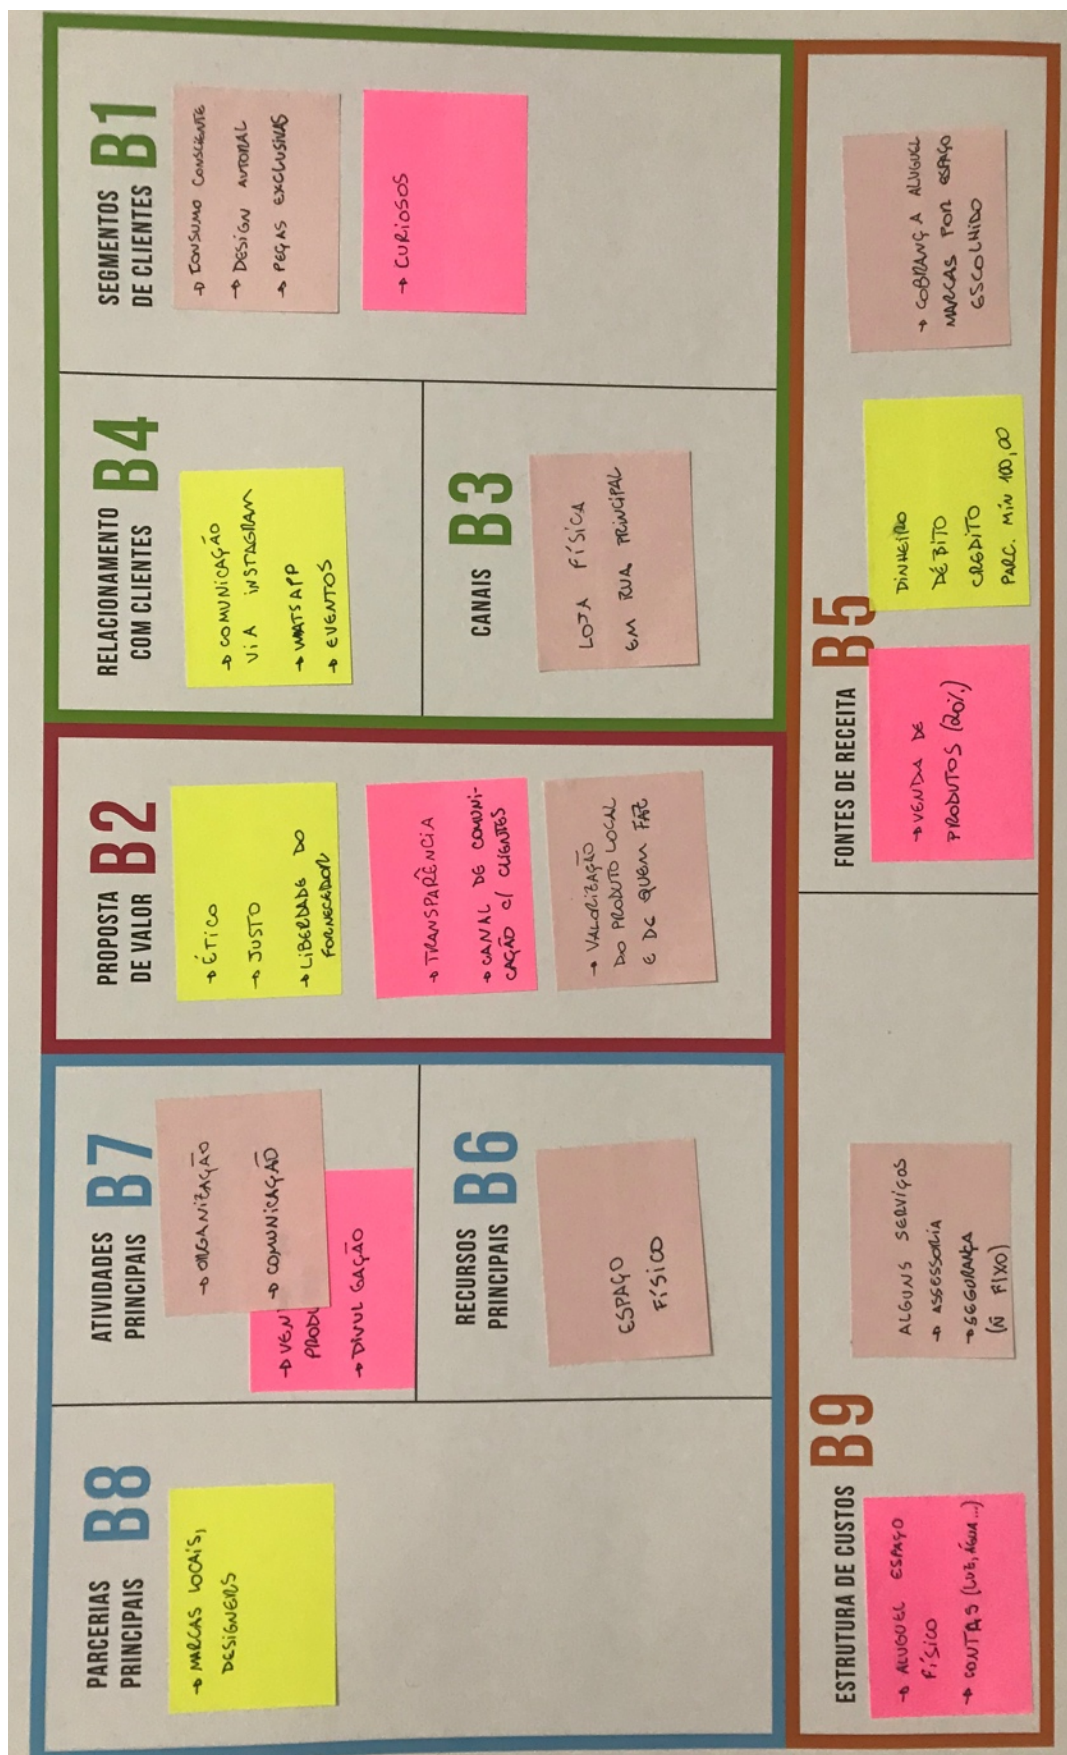 PARCERIAS
PRINCIPAIS
B8
→ MARCAS LOCAIS,
DESIGNERS
ATIVIDADES
PRINCIPAIS
B7
→ ORGANIZAÇÃO
→ COMUNICAÇÃO
→ DIVULGAÇÃO
RECURSOS
PRINCIPAIS
B6
ESPAÇO
FÍSICO
PROPOSTA
DE VALOR
B2
→ ÉTICO
→ JUSTO
→ LIBERDADE DO
FORNECEDOR
→ TRANSPARÊNCIA
→ CANAL DE COMUNI-
CAÇÃO C/ CLIENTES
→ VALORIZAÇÃO
DO PRODUTO LOCAL
E DE QUEM FAZ
RELACIONAMENTO
COM CLIENTES
B4
→ COMUNICAÇÃO
VIA INSTAGRAM
→ WATSAPP
→ EVENTOS
CANAIS
B3
LOJA FÍSICA
EM RUA PRINCIPAL
SEGMENTOS
DE CLIENTES
B1
→ CONSUMO CONSCIENTE
→ DESIGN AUTORAL
→ PEÇAS EXCLUSIVAS
→ CURIOSOS
ESTRUTURA DE CUSTOS
B9
→ ALUGUEL ESPAÇO
FÍSICO
→ CONTAS (LUZ, ÁGUA...)
ALGUNS SERVIÇOS
→ ASSESSORIA
→ SEGURANÇA
(Ñ FIXO)
FONTES DE RECEITA
B5
→ VENDA DE
PRODUTOS (20%)
DINHEIRO
DÉBITO
CREDITO
PARC. MÍN 100,00
→ COBRANÇA ALUGUEL
MARCAS POR ESPAÇO
ESCOLHIDO